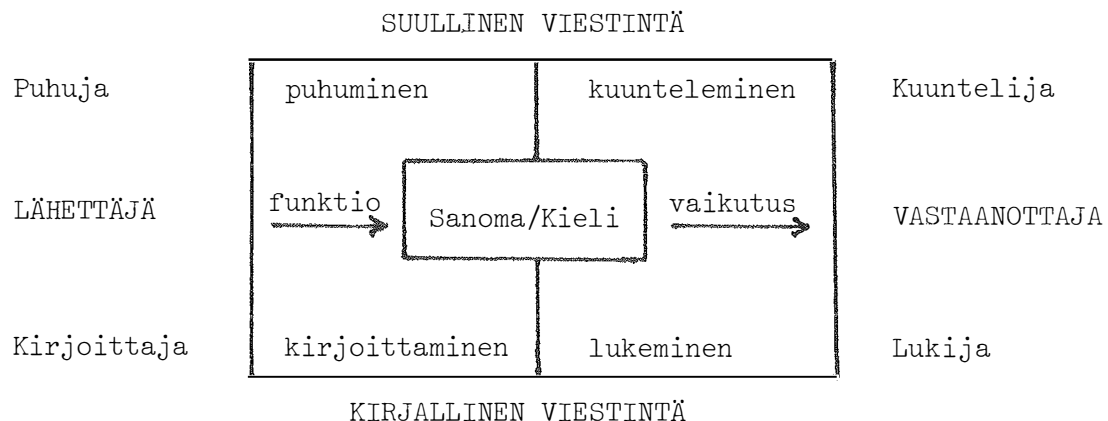 SUULLINEN VIESTINTÄ
Puhuja puhuminen kuunteleminen Kuuntelija
LÄHETTÄJÄ funktio Sanoma/Kieli vaikutus VASTAANOTTAJA
Kirjoittaja kirjoittaminen lukeminen Lukija
KIRJALLINEN VIESTINTÄ